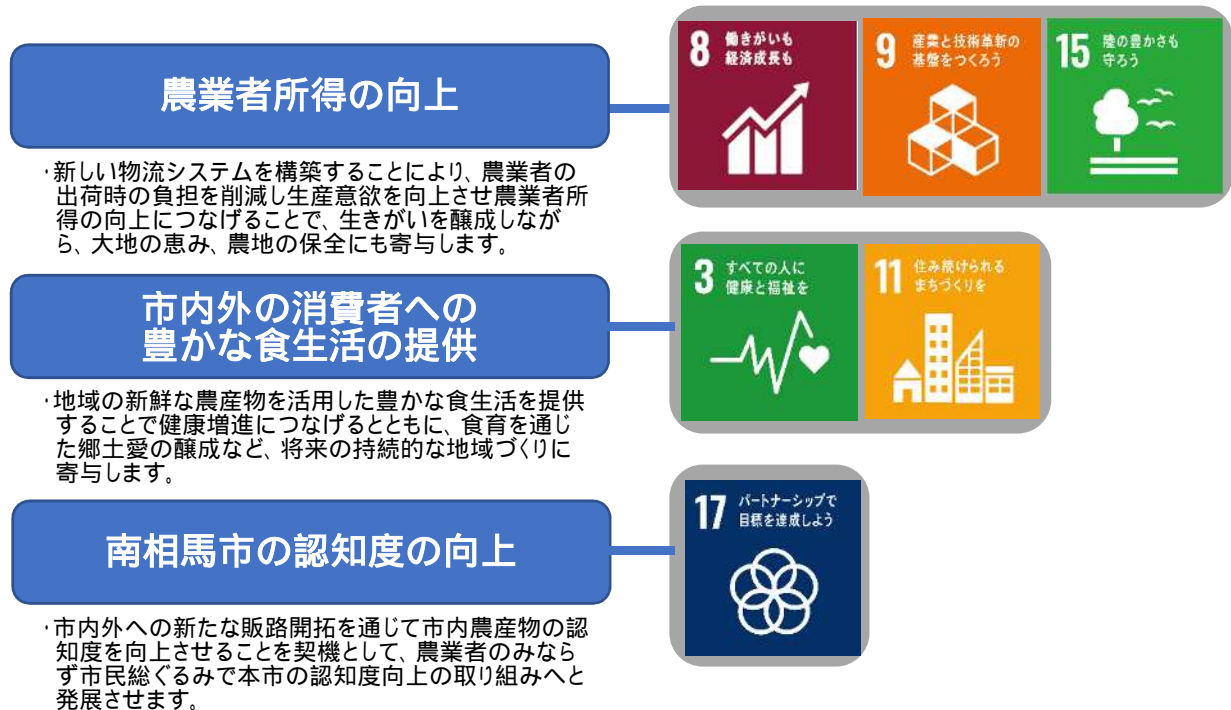 農業者所得の向上
8 働きがいも
経済成長も
9 産業と技術革新の
基盤をつくろう
15 陸の豊かさも
守ろう
・新しい物流システムを構築することにより、農業者の
出荷時の負担を削減し生産意欲を向上させ農業者所
得の向上につなげることで、生きがいを醸成しなが
ら、大地の恵み、農地の保全にも寄与します。
市内外の消費者への
豊かな食生活の提供
3 すべての人に
健康と福祉を
11 住み続けられる
まちづくりを
・地域の新鮮な農産物を活用した豊かな食生活を提供
することで健康増進につなげるとともに、食育を通じ
た郷土愛の醸成など、将来の持続的な地域づくりに
寄与します。
南相馬市の認知度の向上
17 パートナーシップで
目標を達成しよう
・市内外への新たな販路開拓を通じて市内農産物の認
知度を向上させることを契機として、農業者のみなら
ず市民総ぐるみで本市の認知度向上の取り組みへと
発展させます。